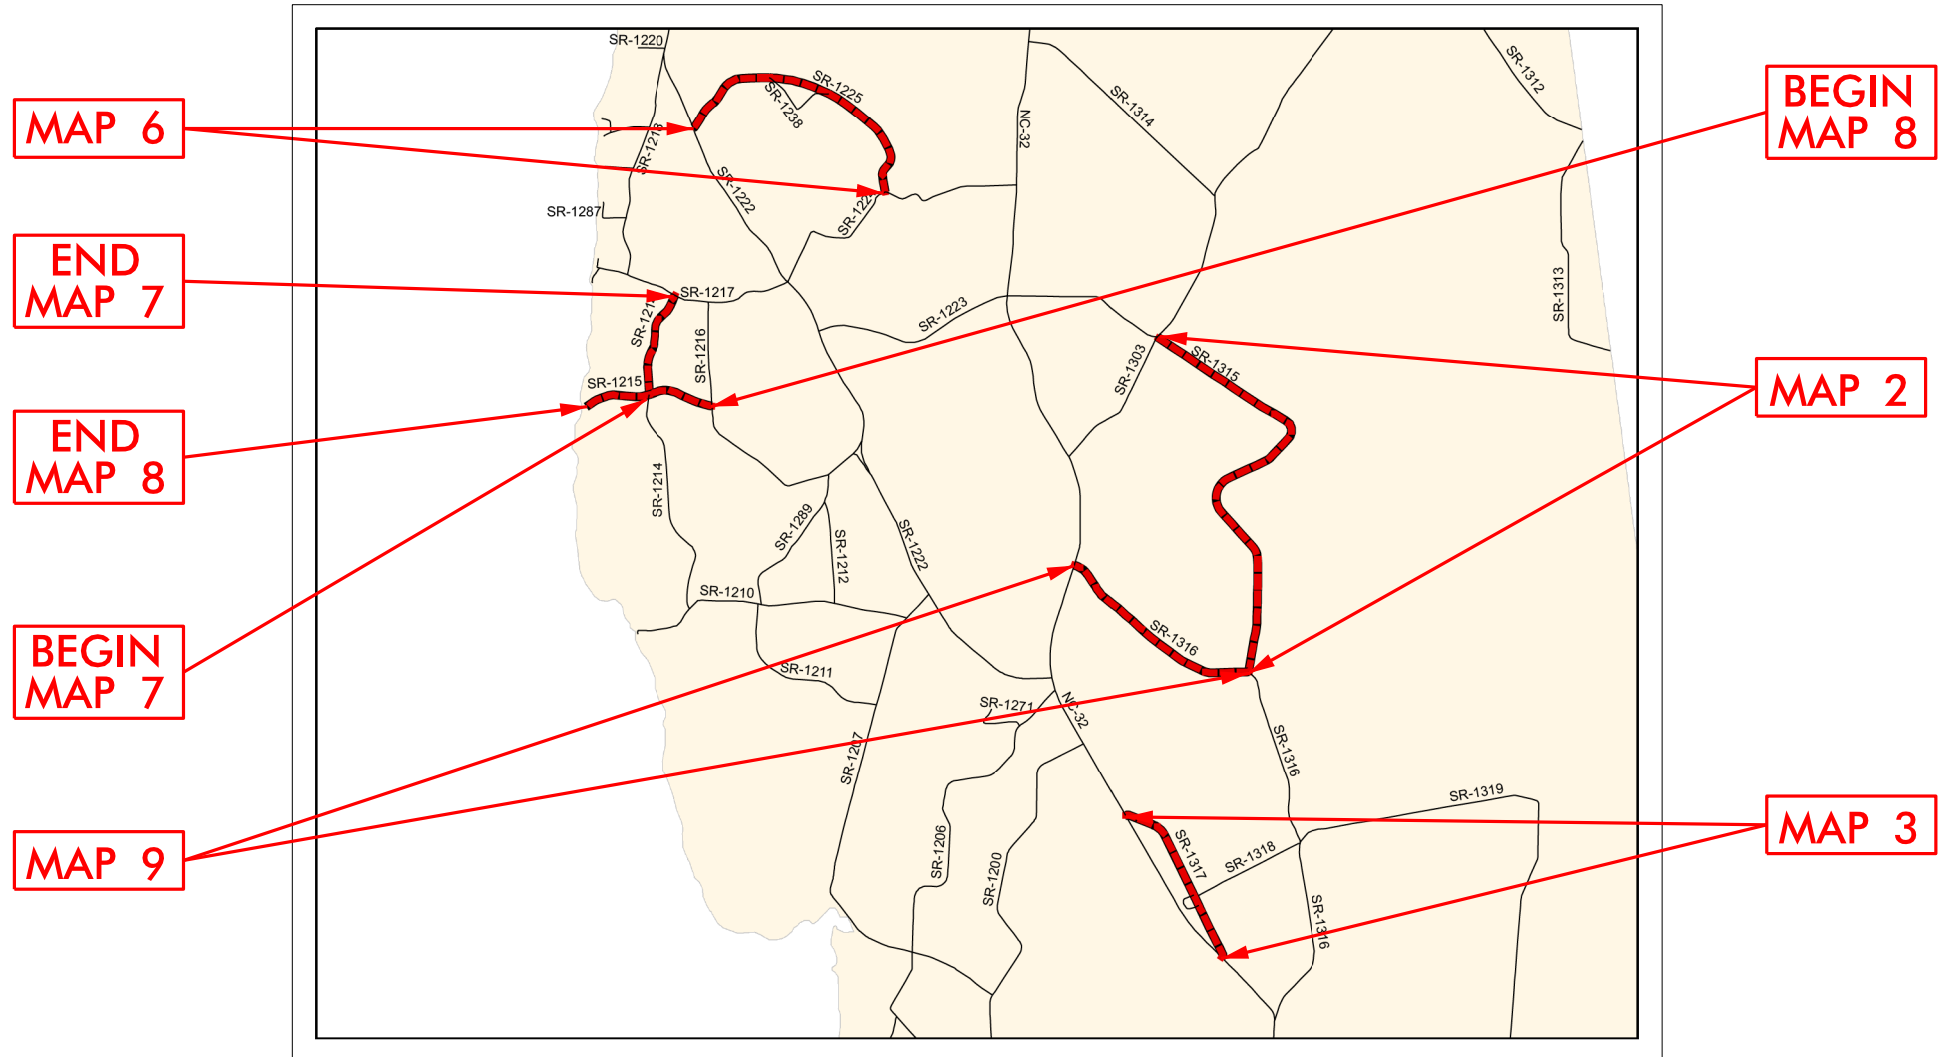 SR-1220
BEGIN
MAP 8
SR-1225
SR-1312
SR-1238
SR-1314
NC-32
MAP 6
SR-1218
SR-1222
SR-1287
END
MAP 7
SR-1217
SR-1313
SR-1223
SR-1216
SR-1303
SR-1315
SR-1215
MAP 2
END
MAP 8
SR-1214
SR-1289
SR-1212
SR-1222
SR-1210
SR-1316
BEGIN
MAP 7
SR-1211
SR-1271
NC-32
SR-1207
SR-1316
SR-1319
MAP 3
SR-1206
SR-1317
SR-1318
MAP 9
SR-1200
SR-1316